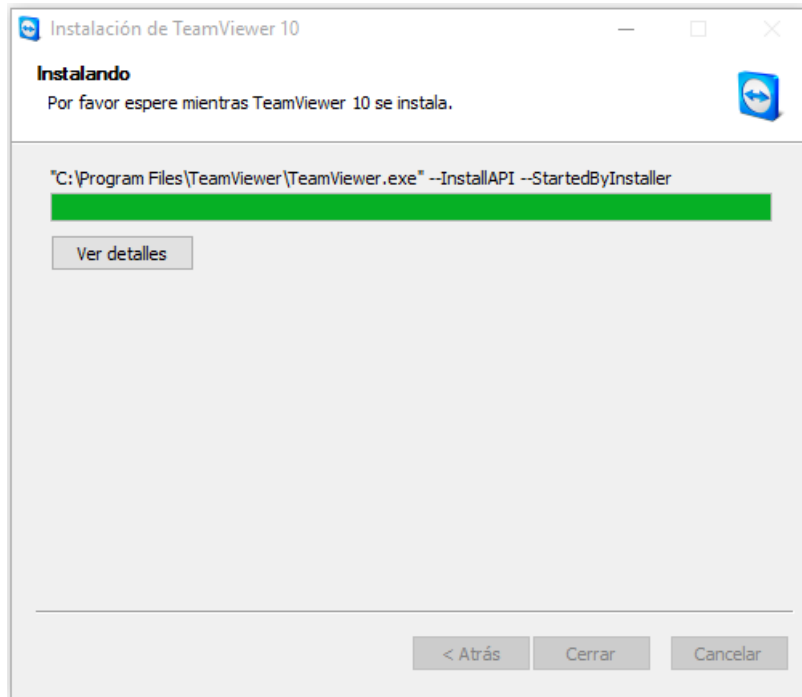 Instalación de TeamViewer 10
Instalando
Por favor espere mientras TeamViewer 10 se instala.
"C:\Program Files\TeamViewer\TeamViewer.exe" --InstallAPI --StartedByInstaller
Ver detalles
< Atrás Cerrar Cancelar